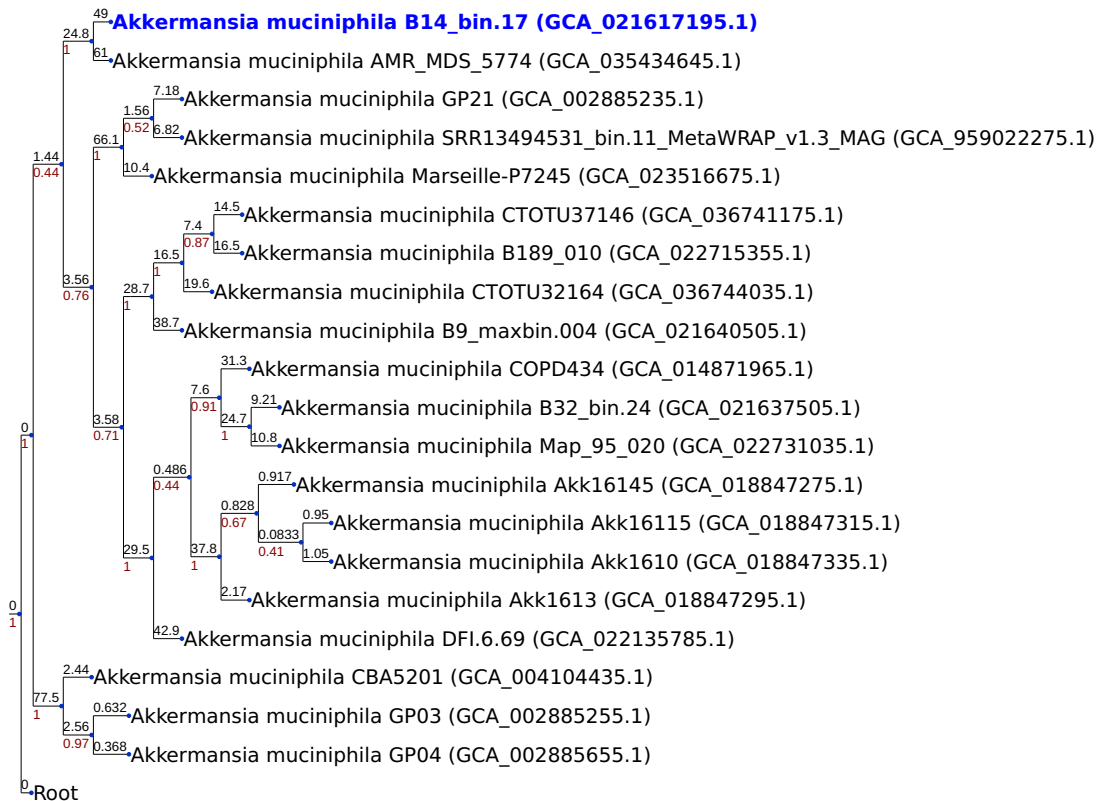 49
Akkermansia muciniphila B14_bin.17 (GCA_021617195.1)
24.8
1
61
Akkermansia muciniphila AMR_MDS_5774 (GCA_035434645.1)
7.18
Akkermansia muciniphila GP21 (GCA_002885235.1)
1.56
0.52
6.82
Akkermansia muciniphila SRR13494531_bin.11_MetaWRAP_v1.3_MAG (GCA_959022275.1)
66.1
1
1.44
0.44
10.4
Akkermansia muciniphila Marseille-P7245 (GCA_023516675.1)
14.5
Akkermansia muciniphila CTOTU37146 (GCA_036741175.1)
7.4
0.87
16.5
Akkermansia muciniphila B189_010 (GCA_022715355.1)
16.5
1
3.56
0.76
19.6
Akkermansia muciniphila CTOTU32164 (GCA_036744035.1)
28.7
1
38.7
Akkermansia muciniphila B9_maxbin.004 (GCA_021640505.1)
31.3
Akkermansia muciniphila COPD434 (GCA_014871965.1)
7.6
0.91
9.21
Akkermansia muciniphila B32_bin.24 (GCA_021637505.1)
3.58
0.71
24.7
1
0
1
10.8
Akkermansia muciniphila Map_95_020 (GCA_022731035.1)
0.486
0.44
0.917
Akkermansia muciniphila Akk16145 (GCA_018847275.1)
0.828
0.67
0.95
Akkermansia muciniphila Akk16115 (GCA_018847315.1)
0.0833
0.41
29.5
1
37.8
1
1.05
Akkermansia muciniphila Akk1610 (GCA_018847335.1)
2.17
Akkermansia muciniphila Akk1613 (GCA_018847295.1)
0
1
42.9
Akkermansia muciniphila DFI.6.69 (GCA_022135785.1)
2.44
Akkermansia muciniphila CBA5201 (GCA_004104435.1)
77.5
1
0.632
Akkermansia muciniphila GP03 (GCA_002885255.1)
2.56
0.97
0.368
Akkermansia muciniphila GP04 (GCA_002885655.1)
0
Root